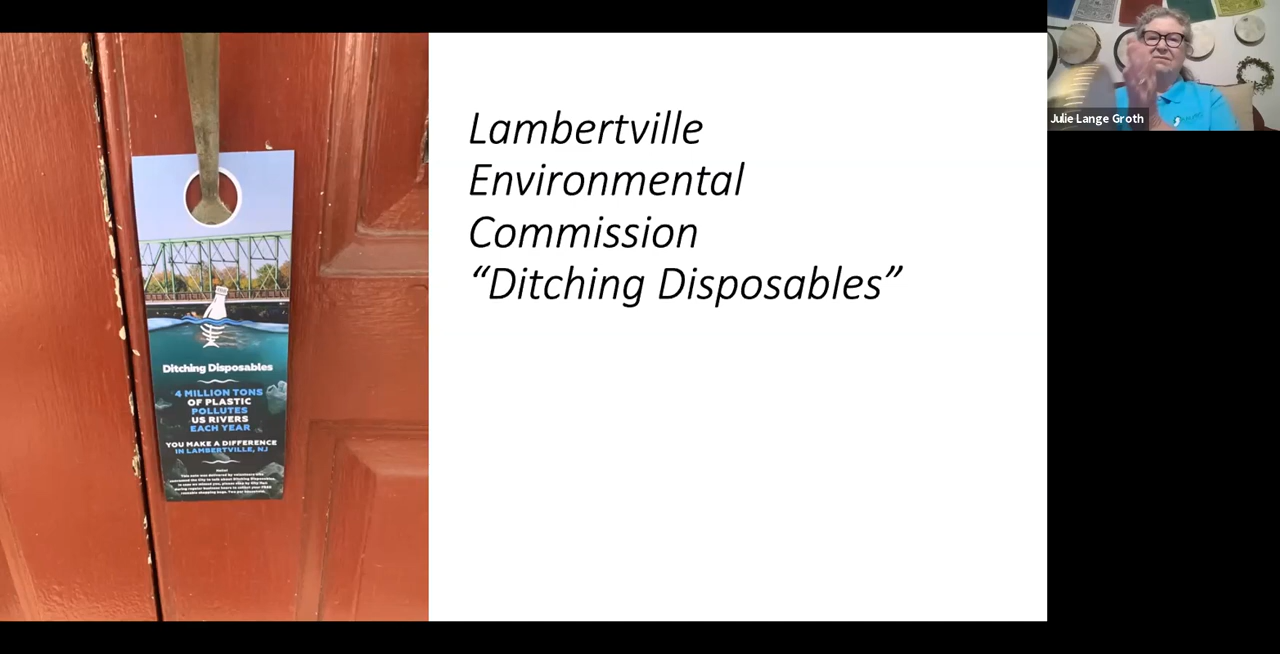 Lambertville
Environmental
Commission
“Ditching Disposables”
Ditching Disposables
4 MILLION TONS
OF PLASTIC
POLLUTES
US RIVERS
EACH YEAR
YOU MAKE A DIFFERENCE
IN LAMBERTVILLE, NJ
Julie Lange Groth